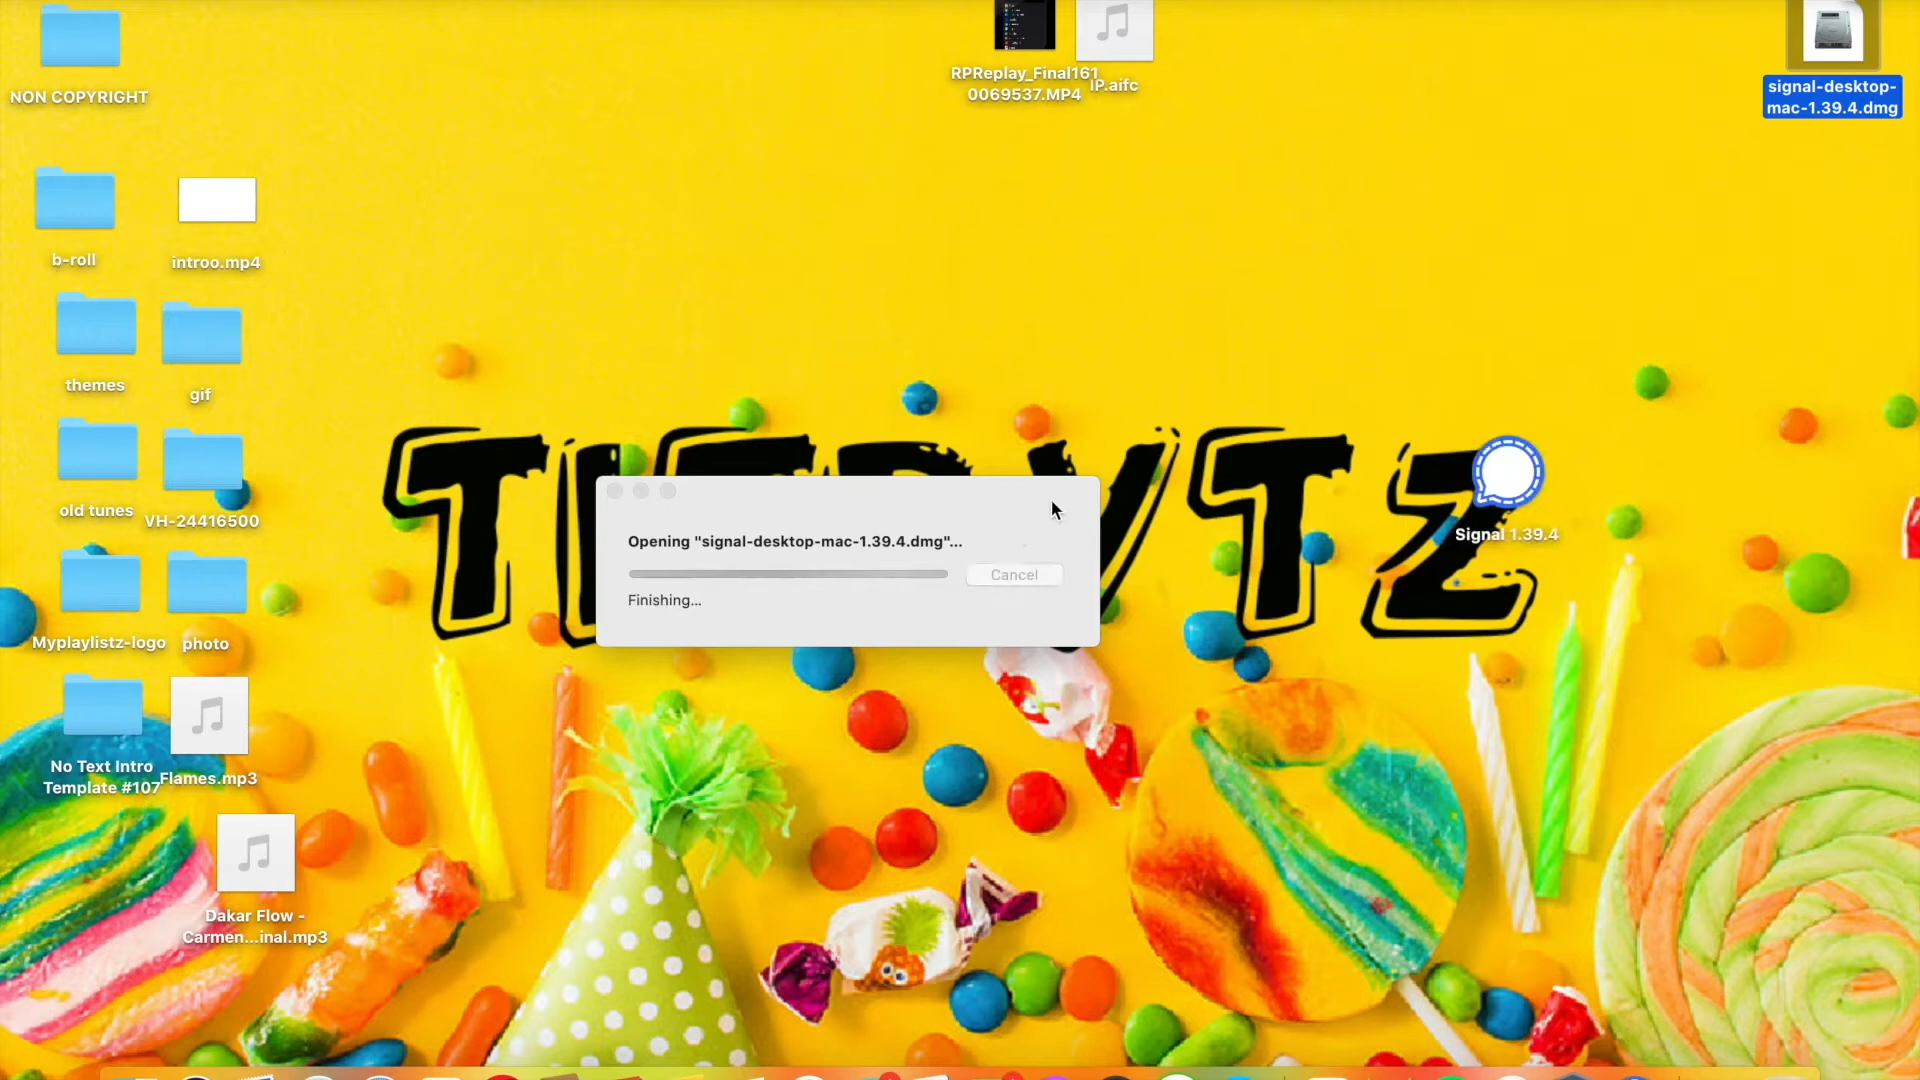 NON COPYRIGHT
RPReplay_Final161
0069537.MP4
IP.aifc
signal-desktop-
mac-1.39.4.dmg
b-roll
introo.mp4
themes
gif
old tunes
VH-24416500
Opening "signal-desktop-mac-1.39.4.dmg"...
Cancel
Finishing...
Signal 1.39.4
Myplaylistz-logo
photo
No Text Intro
Template #107
Flames.mp3
Dakar Flow -
Carmen...inal.mp3